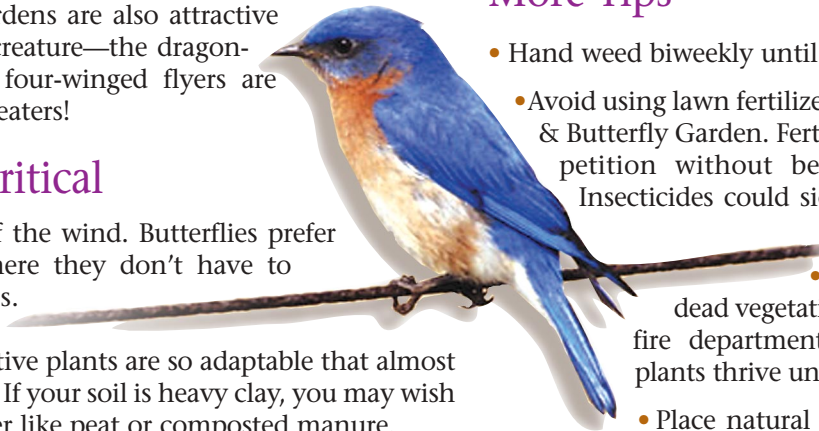 rdens are also attractive
creature—the dragon-
four-winged flyers are
eaters!
ritical
f the wind. Butterflies prefer
here they don't have to
s.
tive plants are so adaptable that almost
If your soil is heavy clay, you may wish
er like peat or composted manure
More Tips
• Hand weed biweekly until
•Avoid using lawn fertilize
& Butterfly Garden. Fert
petition without be
Insecticides could si
•
dead vegetati
fire department
plants thrive un
• Place natural